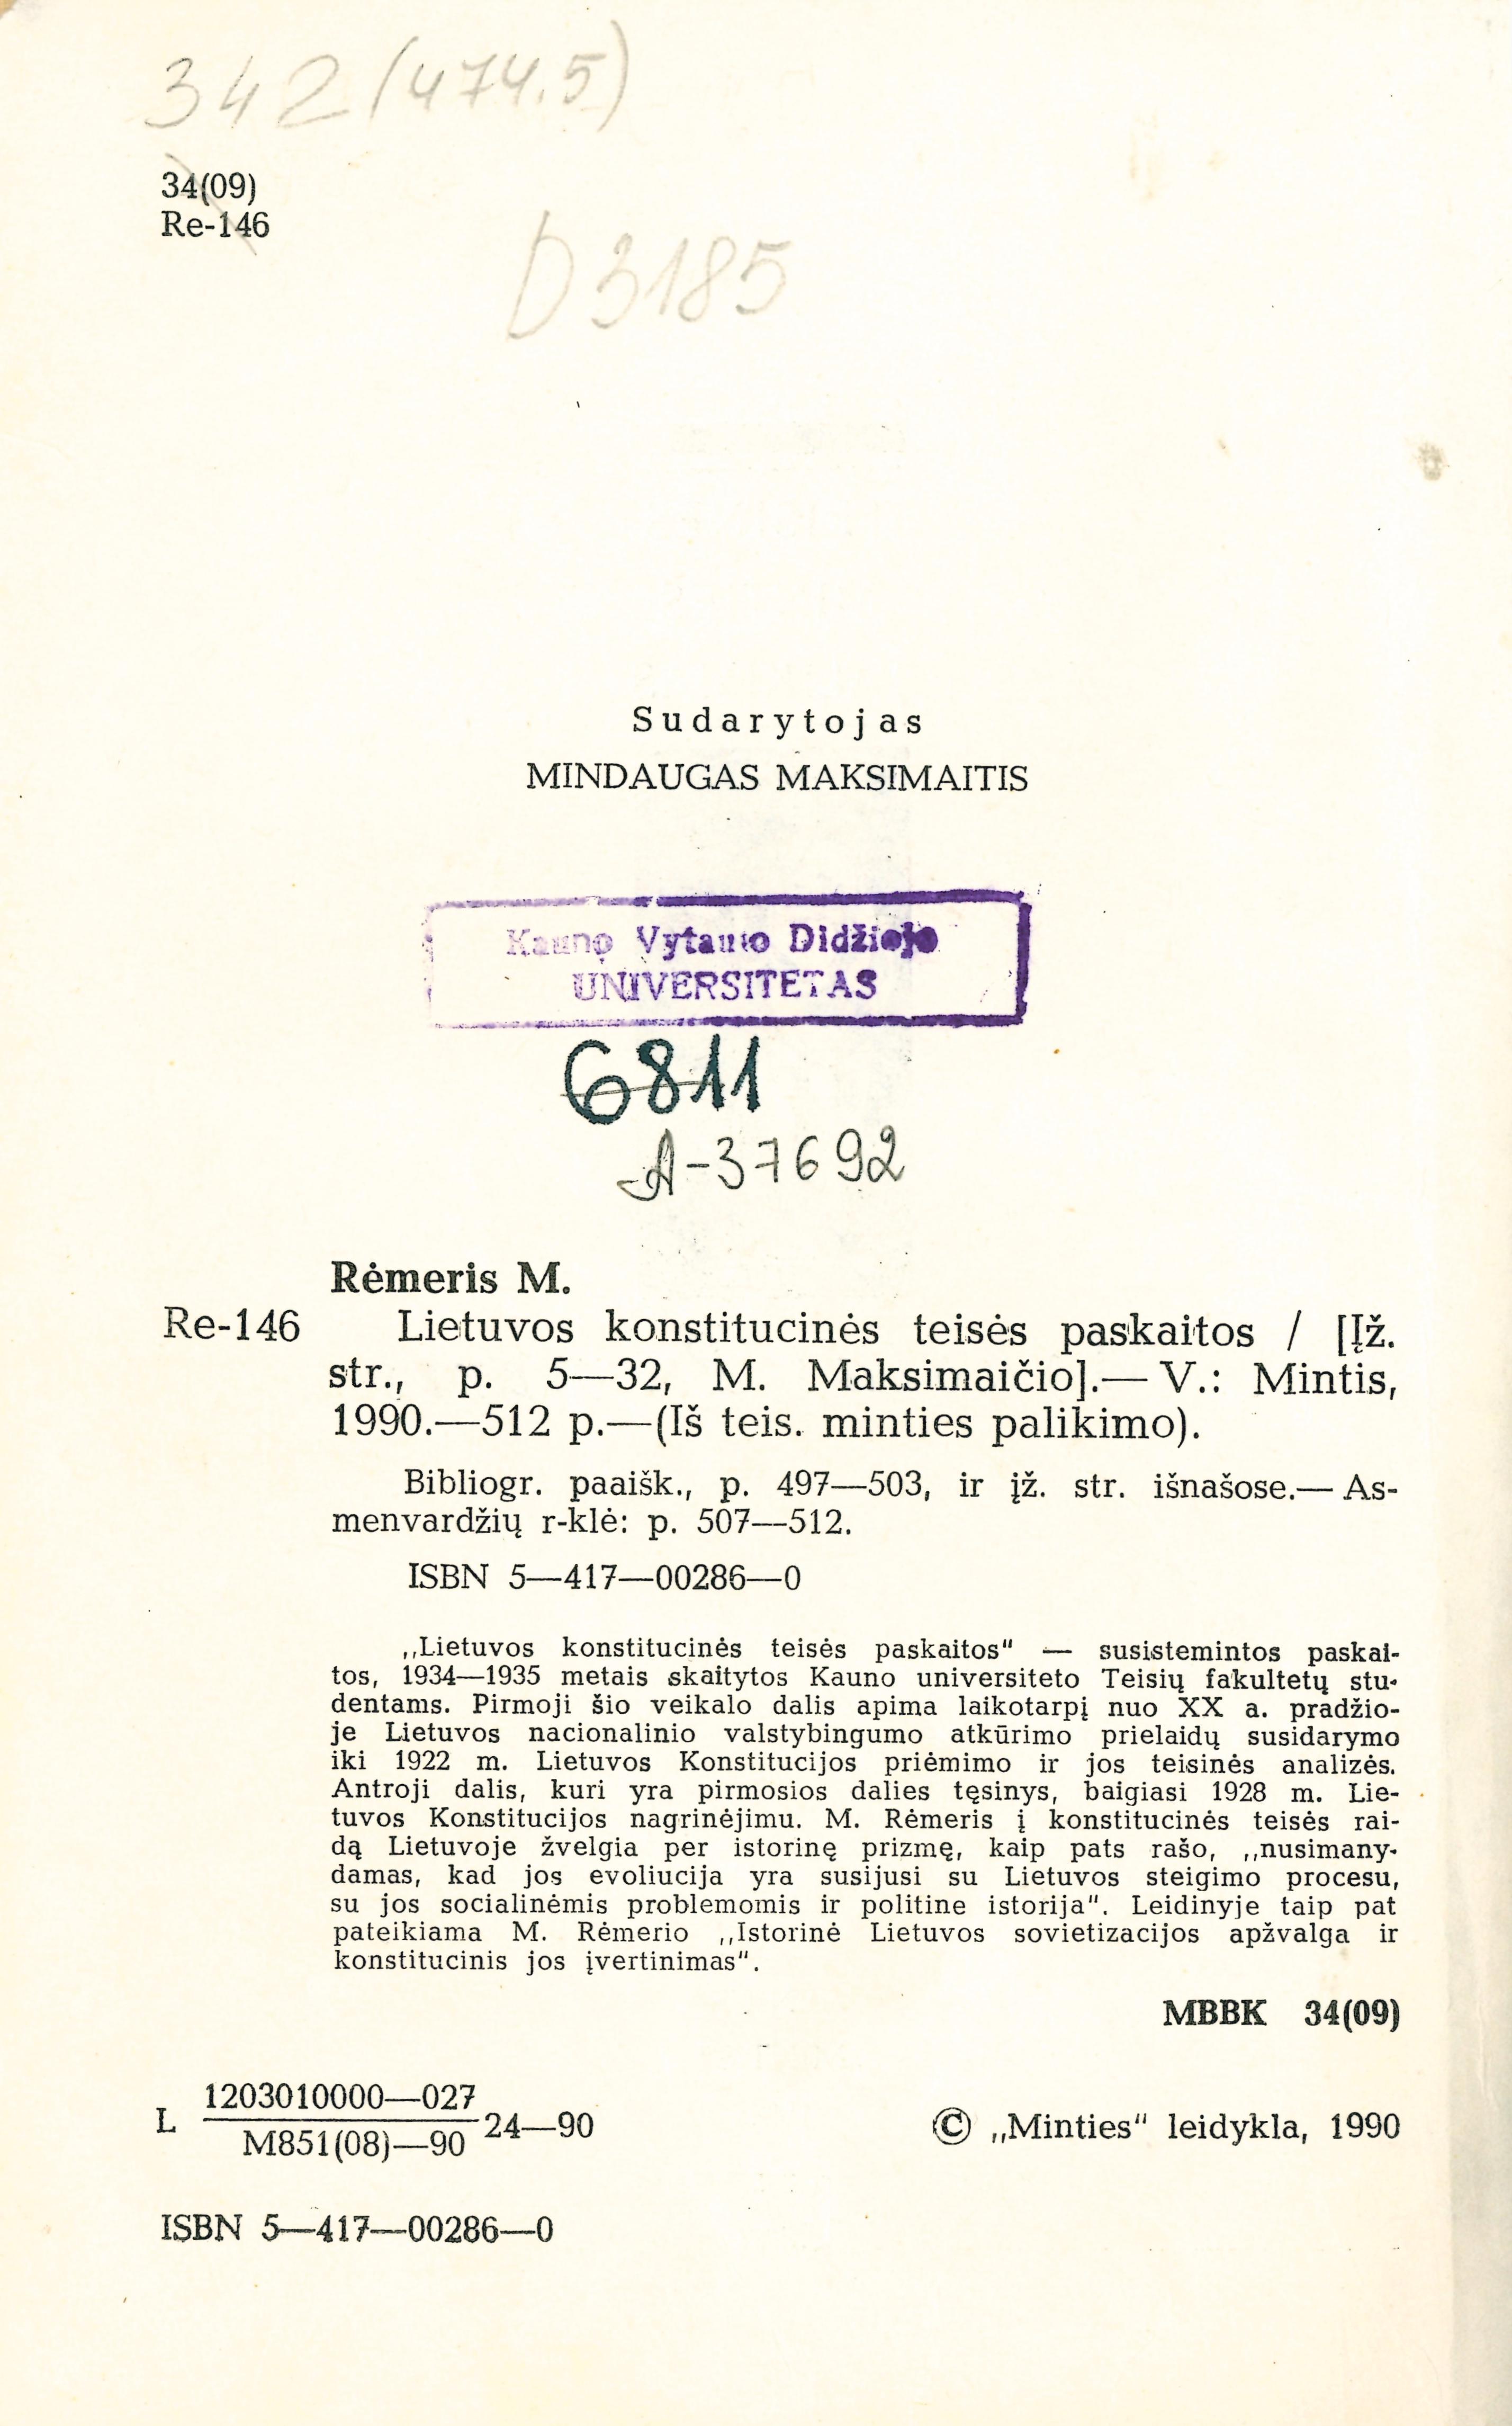 342(474.5)
34(09)
Re-146
D3185
Sudarytojas
MINDAUGAS MAKSIMAITIS
Kauno Vytauto Didžiojo
UNIVERSITETAS
6811
A-37692
Rėmeris M.
Re-146 Lietuvos konstitucinės teisės paskaitos / [Įž.
str., p. 5—32, M. Maksimaičio].— V.: Mintis,
1990.—512 p.—(Iš teis. minties palikimo).
Bibliogr. paaišk., p. 497—503, ir įž. str. išnašose.— As-
menvardžių r-klė: p. 507—512.
ISBN 5—417—00286—0
„Lietuvos konstitucinės teisės paskaitos" — susistemintos paskai-
tos, 1934—1935 metais skaitytos Kauno universiteto Teisių fakultetų stu-
dentams. Pirmoji šio veikalo dalis apima laikotarpį nuo XX a. pradžio-
je Lietuvos nacionalinio valstybingumo atkūrimo prielaidų susidarymo
iki 1922 m. Lietuvos Konstitucijos priėmimo ir jos teisinės analizės.
Antroji dalis, kuri yra pirmosios dalies tęsinys, baigiasi 1928 m. Lie-
tuvos Konstitucijos nagrinėjimu. M. Rėmeris į konstitucinės teisės rai-
dą Lietuvoje žvelgia per istorinę prizmę, kaip pats rašo, „nusimany-
damas, kad jos evoliucija yra susijusi su Lietuvos steigimo procesu,
su jos socialinėmis problemomis ir politine istorija". Leidinyje taip pat
pateikiama M. Rėmerio „Istorinė Lietuvos sovietizacijos apžvalga ir
konstitucinis jos įvertinimas".
MBBK 34(09)
L 1203010000—027
M851(08)—90 24—90
© „Minties" leidykla, 1990
ISBN 5—417—00286—0